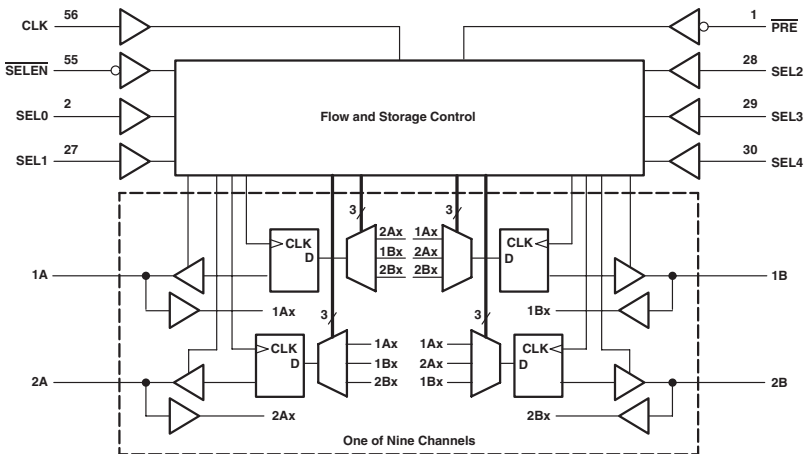 CLK
56
1
PRE
SELEN
55
28
SEL2
SEL0
2
29
SEL3
SEL1
27
30
SEL4
Flow and Storage Control
3
3
2Ax
1Ax
1Bx
2Ax
2Bx
2Bx
CLK
D
CLK
D
1A
1B
1Ax
1Bx
3
3
1Ax
1Ax
1Bx
2Ax
2Bx
1Bx
CLK
D
CLK
D
2A
2B
2Ax
2Bx
One of Nine Channels